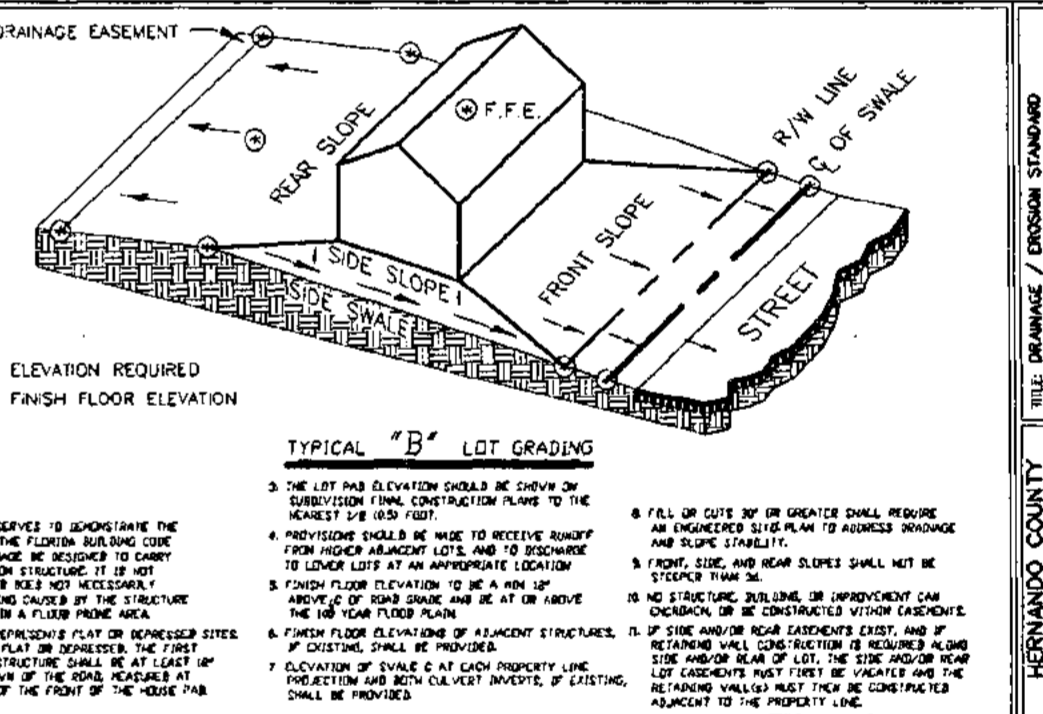 DRAINAGE EASEMENT
F.F.E.
REAR SLOPE
R/W LINE
℄ OF SWALE
SIDE SLOPE
SIDE SWALE
FRONT SLOPE
STREET
ELEVATION REQUIRED
FINISH FLOOR ELEVATION
TYPICAL "B" LOT GRADING
SERVES TO DEMONSTRATE THE
THE FLORIDA BUILDING CODE
AGE BE DESIGNED TO CARRY
ON STRUCTURE. IT IS NOT
DOES NOT NECESSARILY
NG CAUSED BY THE STRUCTURE
IN A FLOOD PRONE AREA
EPRESENTS FLAT OR DEPRESSED SITES.
FLAT OR DEPRESSED, THE FIRST
STRUCTURE SHALL BE AT LEAST 18"
WN OF THE ROAD, MEASURED AT
OF THE FRONT OF THE HOUSE PAD.
3. THE LOT PAD ELEVATION SHOULD BE SHOWN ON
SUBDIVISION FINAL CONSTRUCTION PLANS TO THE
NEAREST 1/2 (0.5) FOOT.
4. PROVISIONS SHOULD BE MADE TO RECEIVE RUNOFF
FROM HIGHER ADJACENT LOTS, AND TO DISCHARGE
TO LOWER LOTS AT AN APPROPRIATE LOCATION
5. FINISH FLOOR ELEVATION TO BE A MIN 18"
ABOVE ℄ OF ROAD GRADE AND BE AT OR ABOVE
THE 100 YEAR FLOOD PLAIN.
6. FINISH FLOOR ELEVATIONS OF ADJACENT STRUCTURES,
IF EXISTING, SHALL BE PROVIDED.
7. ELEVATION OF SWALE ℄ AT EACH PROPERTY LINE
PROJECTION AND BOTH CULVERT INVERTS, IF EXISTING,
SHALL BE PROVIDED.
8. FILL OR CUTS 30" OR GREATER SHALL REQUIRE
AN ENGINEERED SITE PLAN TO ADDRESS DRAINAGE
AND SLOPE STABILITY.
9. FRONT, SIDE, AND REAR SLOPES SHALL NOT BE
STEEPER THAN
10. NO STRUCTURE, BUILDING, OR IMPROVEMENT CAN
ENCROACH, OR BE CONSTRUCTED WITHIN EASEMENTS.
11. IF SIDE AND/OR REAR EASEMENTS EXIST, AND IF
RETAINING WALL CONSTRUCTION IS REQUIRED ALONG
SIDE AND/OR REAR OF LOT, THE SIDE AND/OR REAR
LOT EASEMENTS MUST FIRST BE VACATED AND THE
RETAINING WALL(S) MUST THEN BE CONSTRUCTED
ADJACENT TO THE PROPERTY LINE.
TITLE: DRAINAGE / EROSION STANDARD
HERNANDO COUNTY